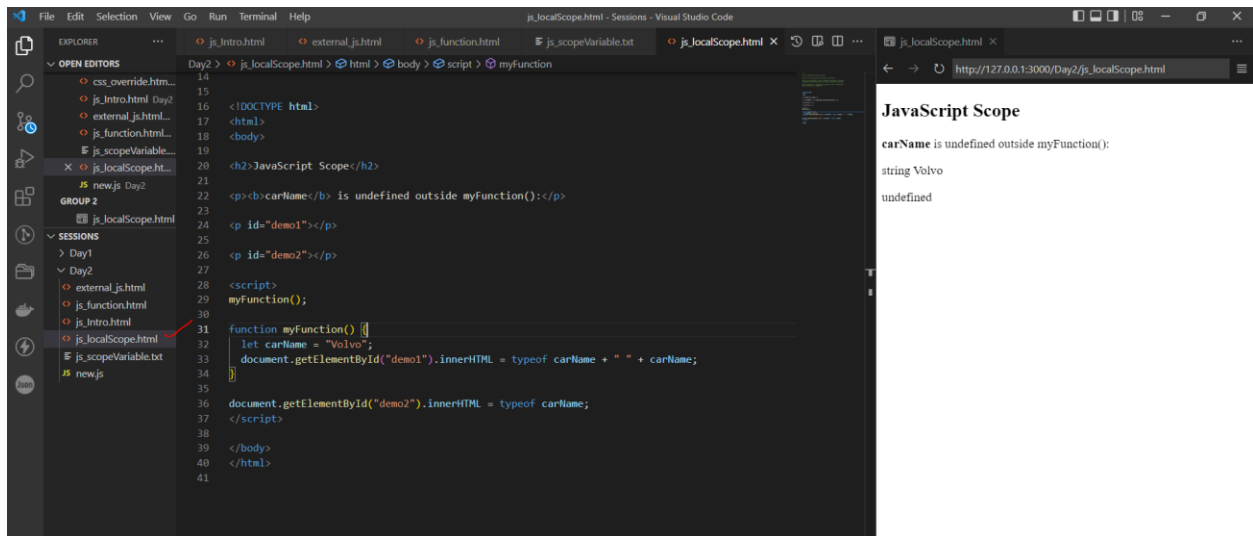 File Edit Selection View Go Run Terminal Help
js_localScope.html - Sessions - Visual Studio Code
EXPLORER
OPEN EDITORS
css_override.htm...
js_Intro.html Day2
external_js.html...
js_function.html...
js_scopeVariable....
js_localScope.ht...
JS new.js Day2
GROUP 2
js_localScope.html
SESSIONS
Day1
Day2
external_js.html
js_function.html
js_Intro.html
js_localScope.html
js_scopeVariable.txt
JS new.js
Json
js_Intro.html
external_js.html
js_function.html
js_scopeVariable.txt
js_localScope.html
Day2 > js_localScope.html > html > body > script > myFunction
14
15
16 <!DOCTYPE html>
17 <html>
18 <body>
19
20 <h2>JavaScript Scope</h2>
21
22 <p><b>carName</b> is undefined outside myFunction():</p>
23
24 <p id="demo1"></p>
25
26 <p id="demo2"></p>
27
28 <script>
29 myFunction();
30
31 function myFunction() {
32 let carName = "Volvo";
33 document.getElementById("demo1").innerHTML = typeof carName + " " + carName;
34 }
35
36 document.getElementById("demo2").innerHTML = typeof carName;
37 </script>
38
39 </body>
40 </html>
41
js_localScope.html
http://127.0.0.1:3000/Day2/js_localScope.html
JavaScript Scope
carName is undefined outside myFunction():
string Volvo
undefined